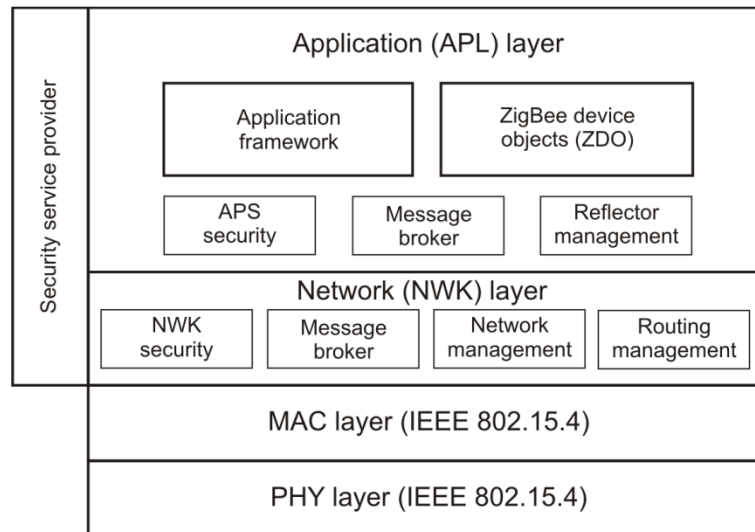 Security service provider
Application (APL) layer
Application
framework
ZigBee device
objects (ZDO)
APS
security
Message
broker
Reflector
management
Network (NWK) layer
NWK
security
Message
broker
Network
management
Routing
management
MAC layer (IEEE 802.15.4)
PHY layer (IEEE 802.15.4)